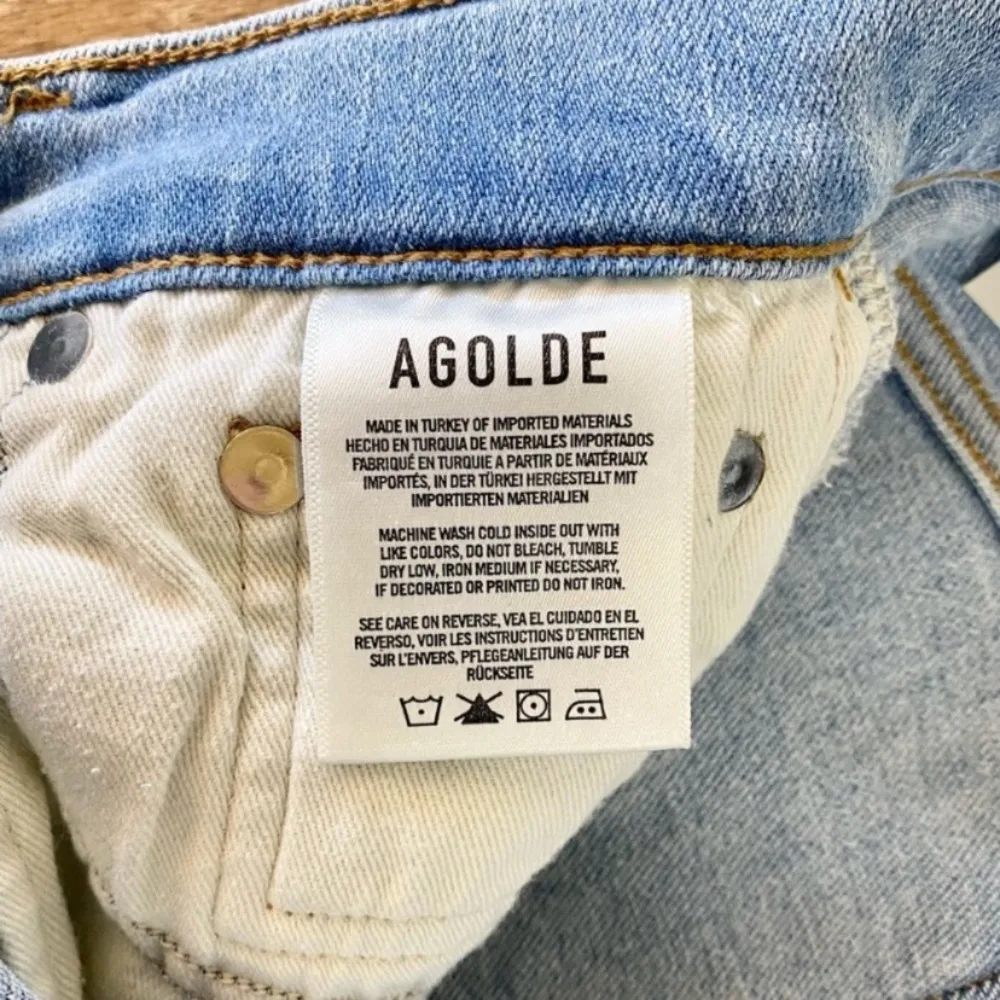 AGOLDE
MADE IN TURKEY OF IMPORTED MATERIALS
HECHO EN TURQUIA DE MATERIALES IMPORTADOS
FABRIQUÉ EN TURQUIE A PARTIR DE MATÉRIAUX
IMPORTÉS, IN DER TÜRKEI HERGESTELLT MIT
IMPORTIERTEN MATERIALIEN
MACHINE WASH COLD INSIDE OUT WITH
LIKE COLORS, DO NOT BLEACH, TUMBLE
DRY LOW, IRON MEDIUM IF NECESSARY,
IF DECORATED OR PRINTED DO NOT IRON.
SEE CARE ON REVERSE, VEA EL CUIDADO EN EL
REVERSO, VOIR LES INSTRUCTIONS D'ENTRETIEN
SUR L'ENVERS, PFLEGEANLEITUNG AUF DER
RÜCKSEITE